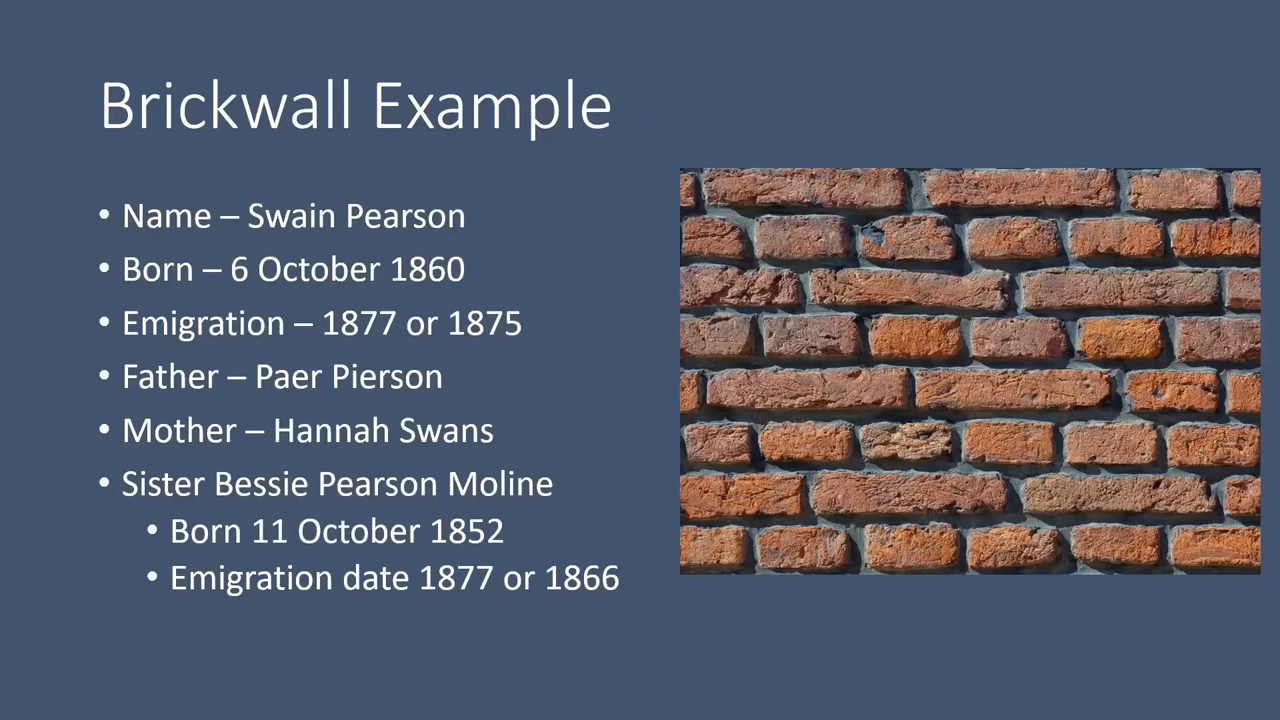 Brickwall Example
• Name – Swain Pearson
• Born – 6 October 1860
• Emigration – 1877 or 1875
• Father – Paer Pierson
• Mother – Hannah Swans
• Sister Bessie Pearson Moline
• Born 11 October 1852
• Emigration date 1877 or 1866